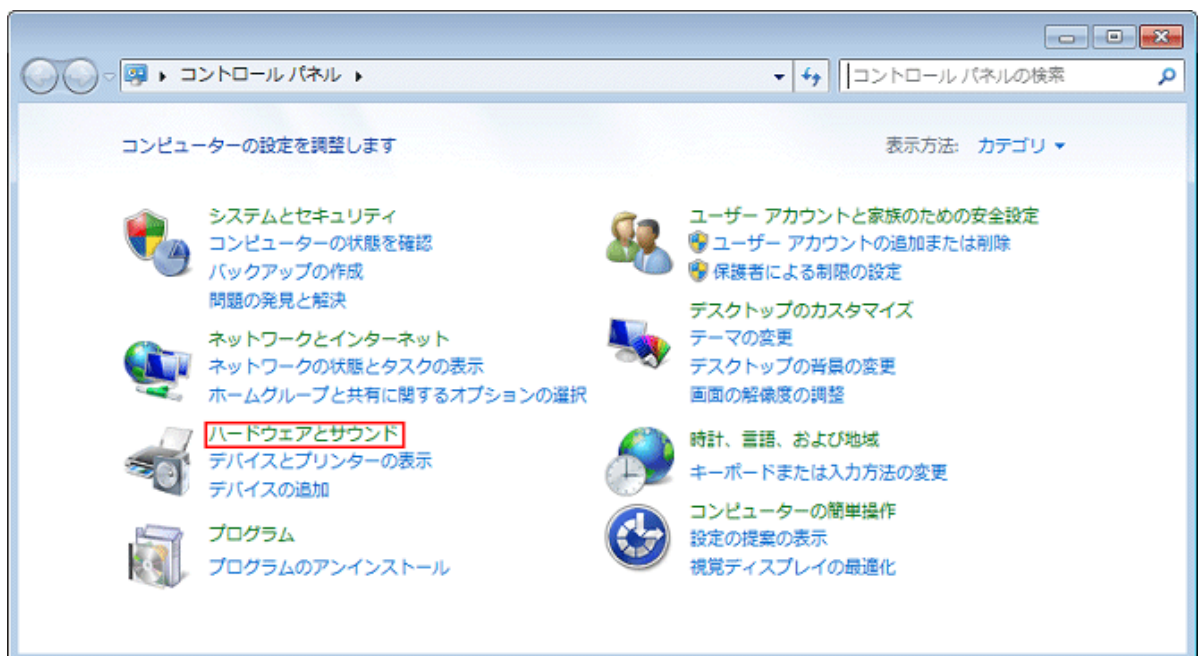 コントロール パネル
コントロール パネルの検索
コンピューターの設定を調整します
表示方法: カテゴリ
システムとセキュリティ
コンピューターの状態を確認
バックアップの作成
問題の発見と解決
ネットワークとインターネット
ネットワークの状態とタスクの表示
ホームグループと共有に関するオプションの選択
ハードウェアとサウンド
デバイスとプリンターの表示
デバイスの追加
プログラム
プログラムのアンインストール
ユーザー アカウントと家族のための安全設定
ユーザー アカウントの追加または削除
保護者による制限の設定
デスクトップのカスタマイズ
テーマの変更
デスクトップの背景の変更
画面の解像度の調整
時計、言語、および地域
キーボードまたは入力方法の変更
コンピューターの簡単操作
設定の提案の表示
視覚ディスプレイの最適化